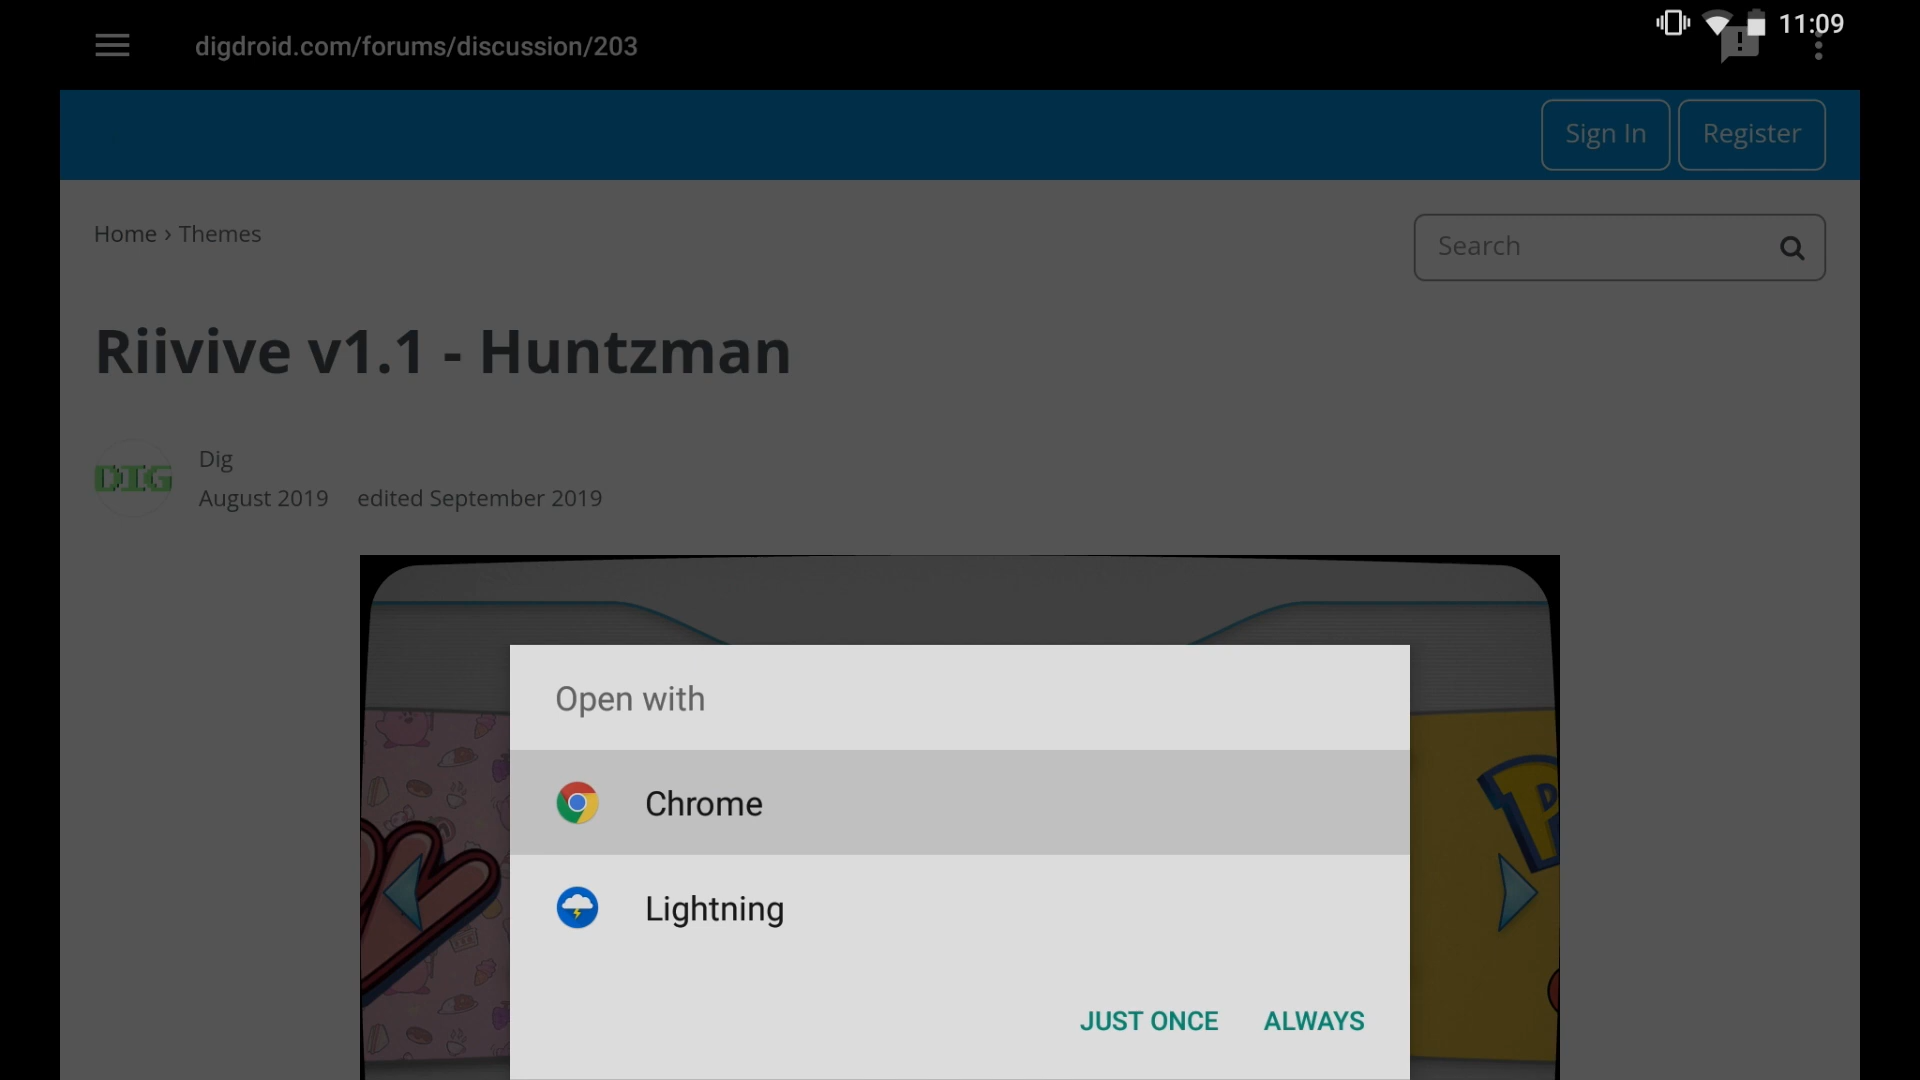 11:09
digdroid.com/forums/discussion/203
Sign In
Register
Home › Themes
Search
Riivive v1.1 - Huntzman
DIG
Dig
August 2019 edited September 2019
Open with
Chrome
Lightning
JUST ONCE
ALWAYS